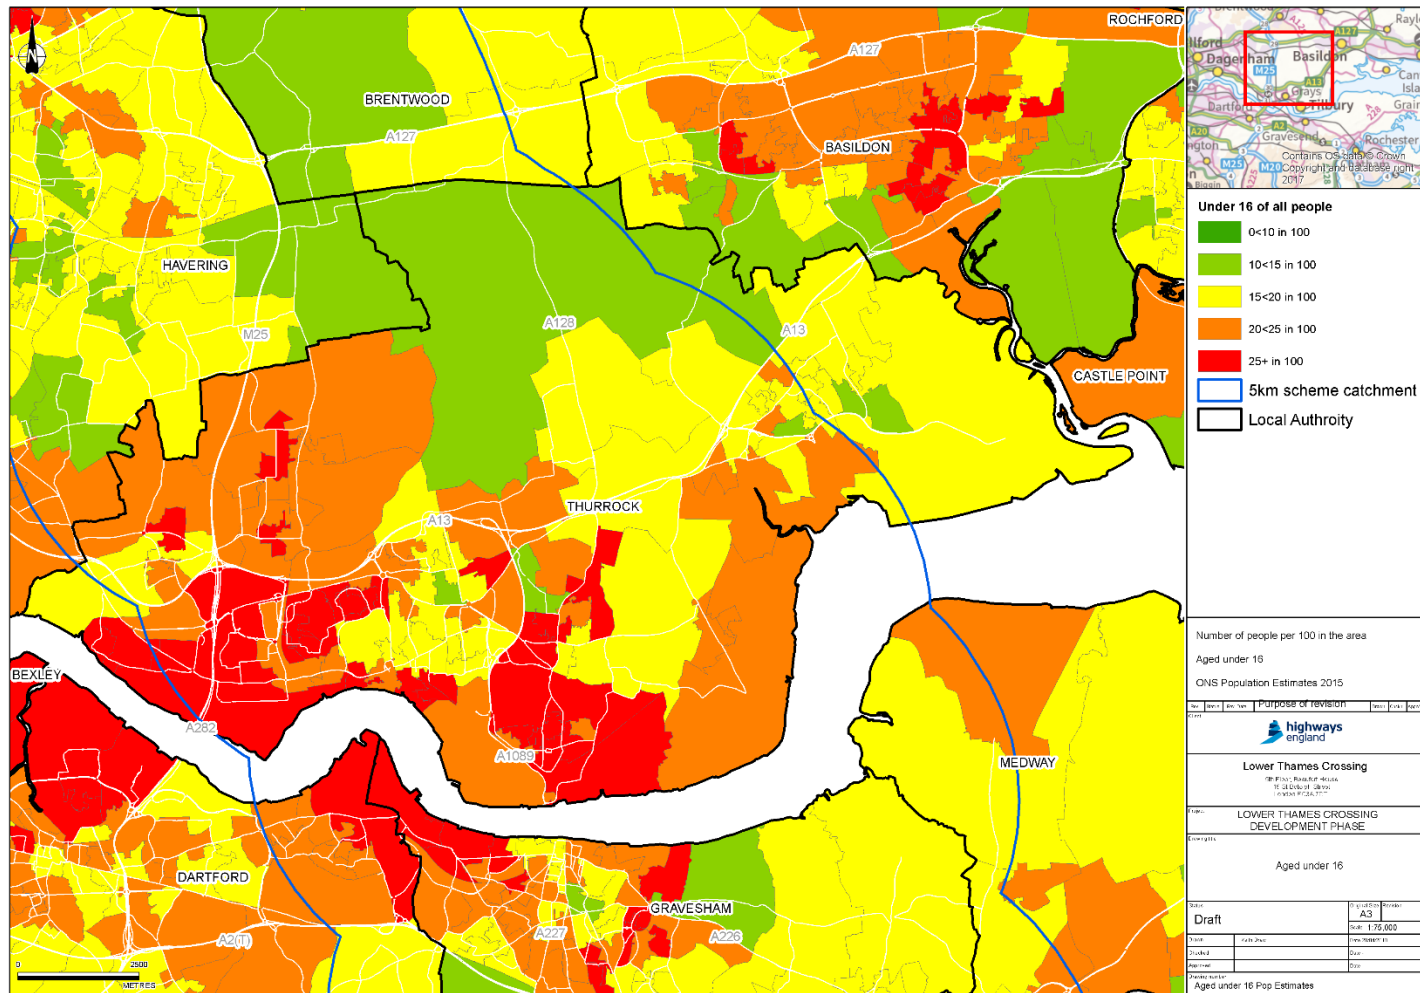 N
ROCHFORD
A127
BRENTWOOD
A127
BASILDON
HAVERING
M25
A128
A13
CASTLE POINT
THURROCK
A13
BEXLEY
A282
A1089
MEDWAY
DARTFORD
GRAVESHAM
A2(T)
A227
A226
0
2500
METRES
Ilford
Dagenham
Basildon
A127
M25
A13
Grays
Tilbury
Dartford
A2
Gravesend
A20
Rochester
M25
M20
Biggin
Contains OS data © Crown
Copyright and database right
2017
Under 16 of all people
0<10 in 100
10<15 in 100
15<20 in 100
20<25 in 100
25+ in 100
5km scheme catchment
Local Authroity
Number of people per 100 in the area
Aged under 16
ONS Population Estimates 2015
Purpose of revision
highways
england
Lower Thames Crossing
LOWER THAMES CROSSING
DEVELOPMENT PHASE
Aged under 16
Draft
A3
1:75,000
Drawing number
Aged under 16 Pop Estimates